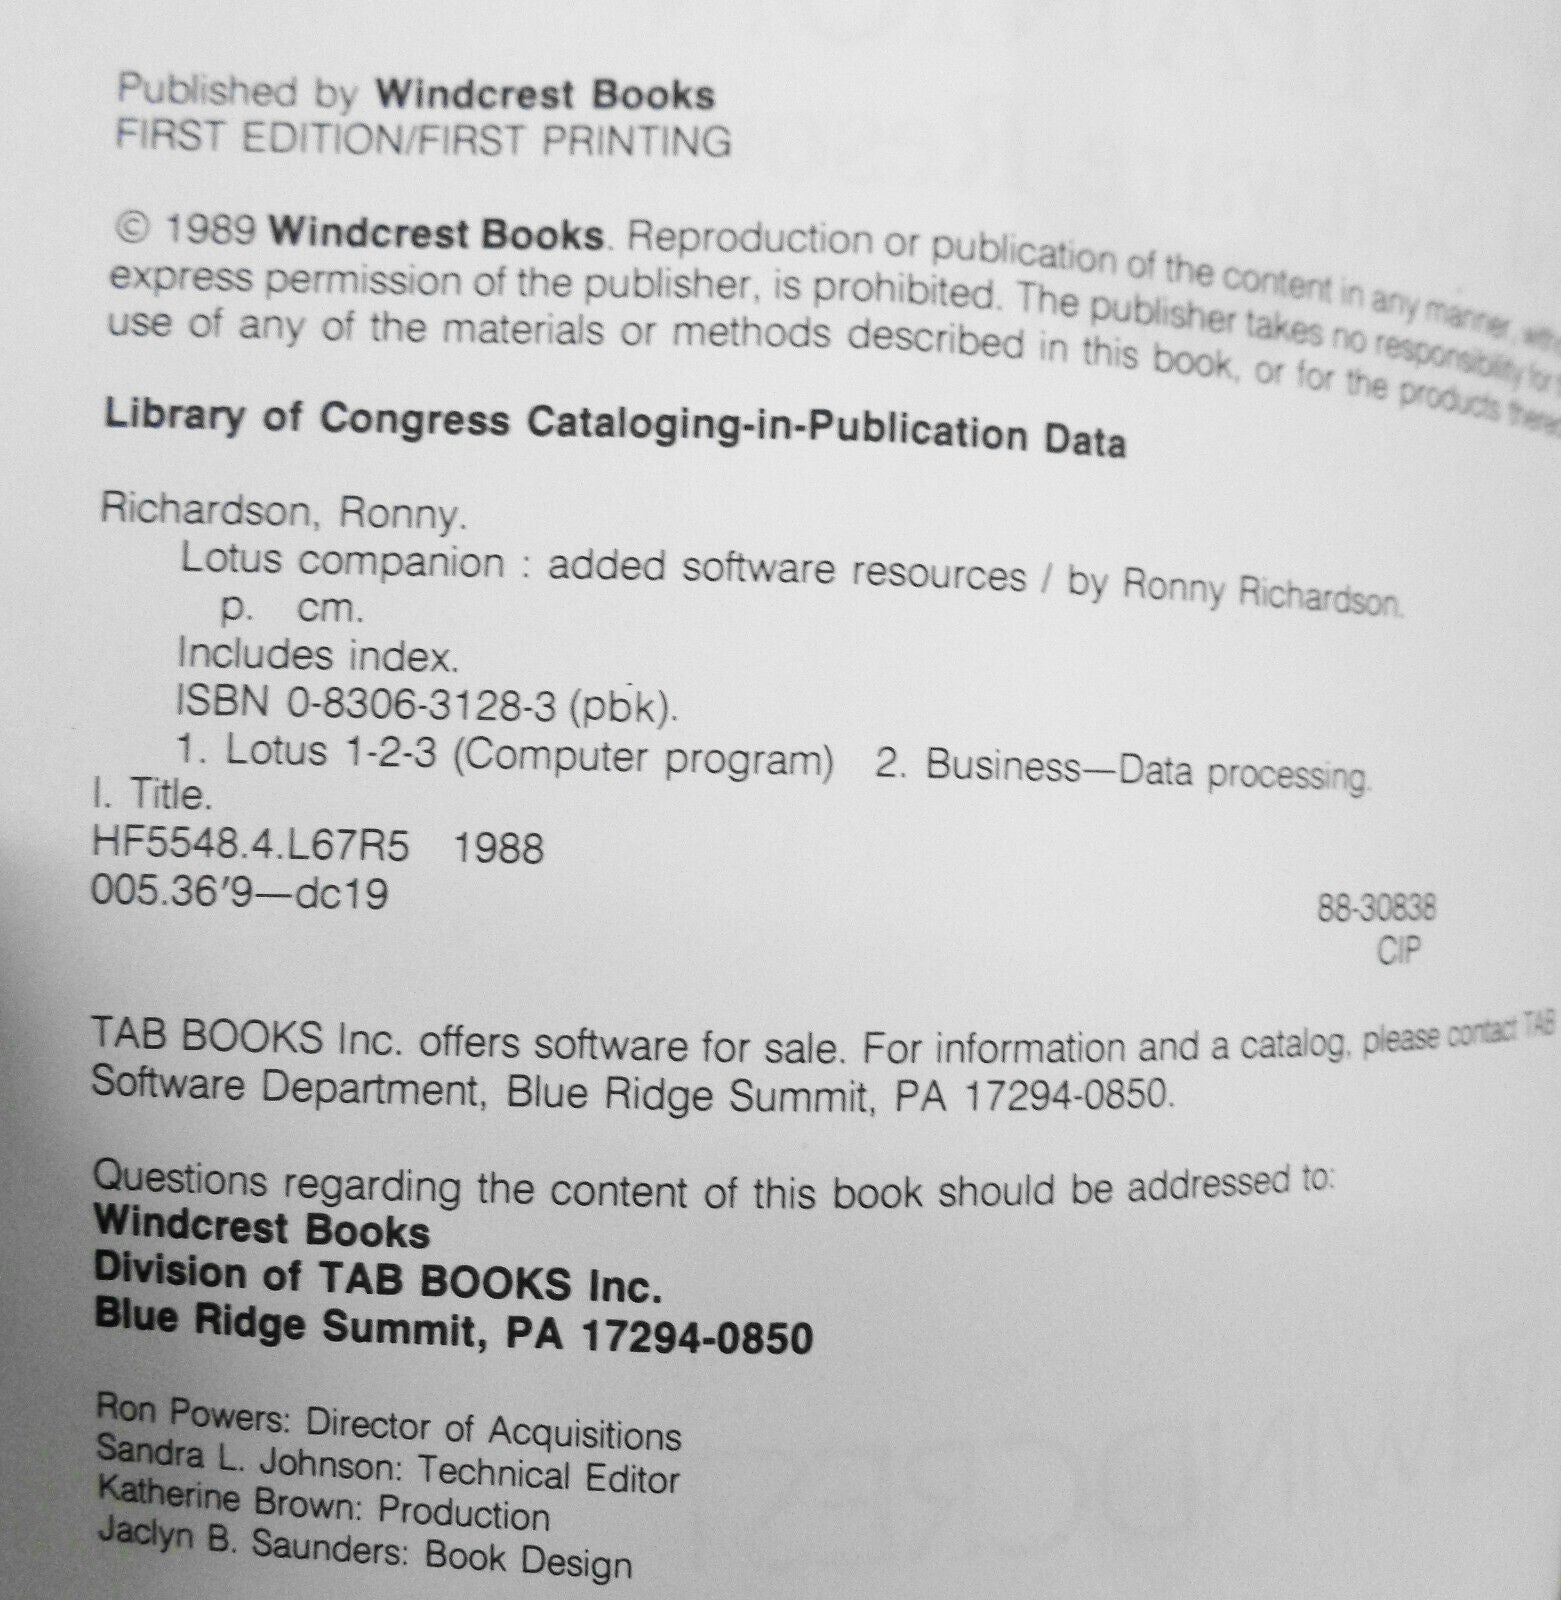 Published by Windcrest Books
FIRST EDITION/FIRST PRINTING
© 1989 Windcrest Books. Reproduction or publication of the content in any manner,
express permission of the publisher, is prohibited. The publisher takes no responsibility for
use of any of the materials or methods described in this book, or for the products
Library of Congress Cataloging-in-Publication Data
Richardson, Ronny.
Lotus companion : added software resources / by Ronny Richardson.
p. cm.
Includes index.
ISBN 0-8306-3128-3 (pbk).
1. Lotus 1-2-3 (Computer program) 2. Business—Data processing.
I. Title.
HF5548.4.L67R5 1988
005.36'9—dc19
88-30838
CIP
TAB BOOKS Inc. offers software for sale. For information and a catalog, please contact TAB
Software Department, Blue Ridge Summit, PA 17294-0850.
Questions regarding the content of this book should be addressed to:
Windcrest Books
Division of TAB BOOKS Inc.
Blue Ridge Summit, PA 17294-0850
Ron Powers: Director of Acquisitions
Sandra L. Johnson: Technical Editor
Katherine Brown: Production
Jaclyn B. Saunders: Book Design